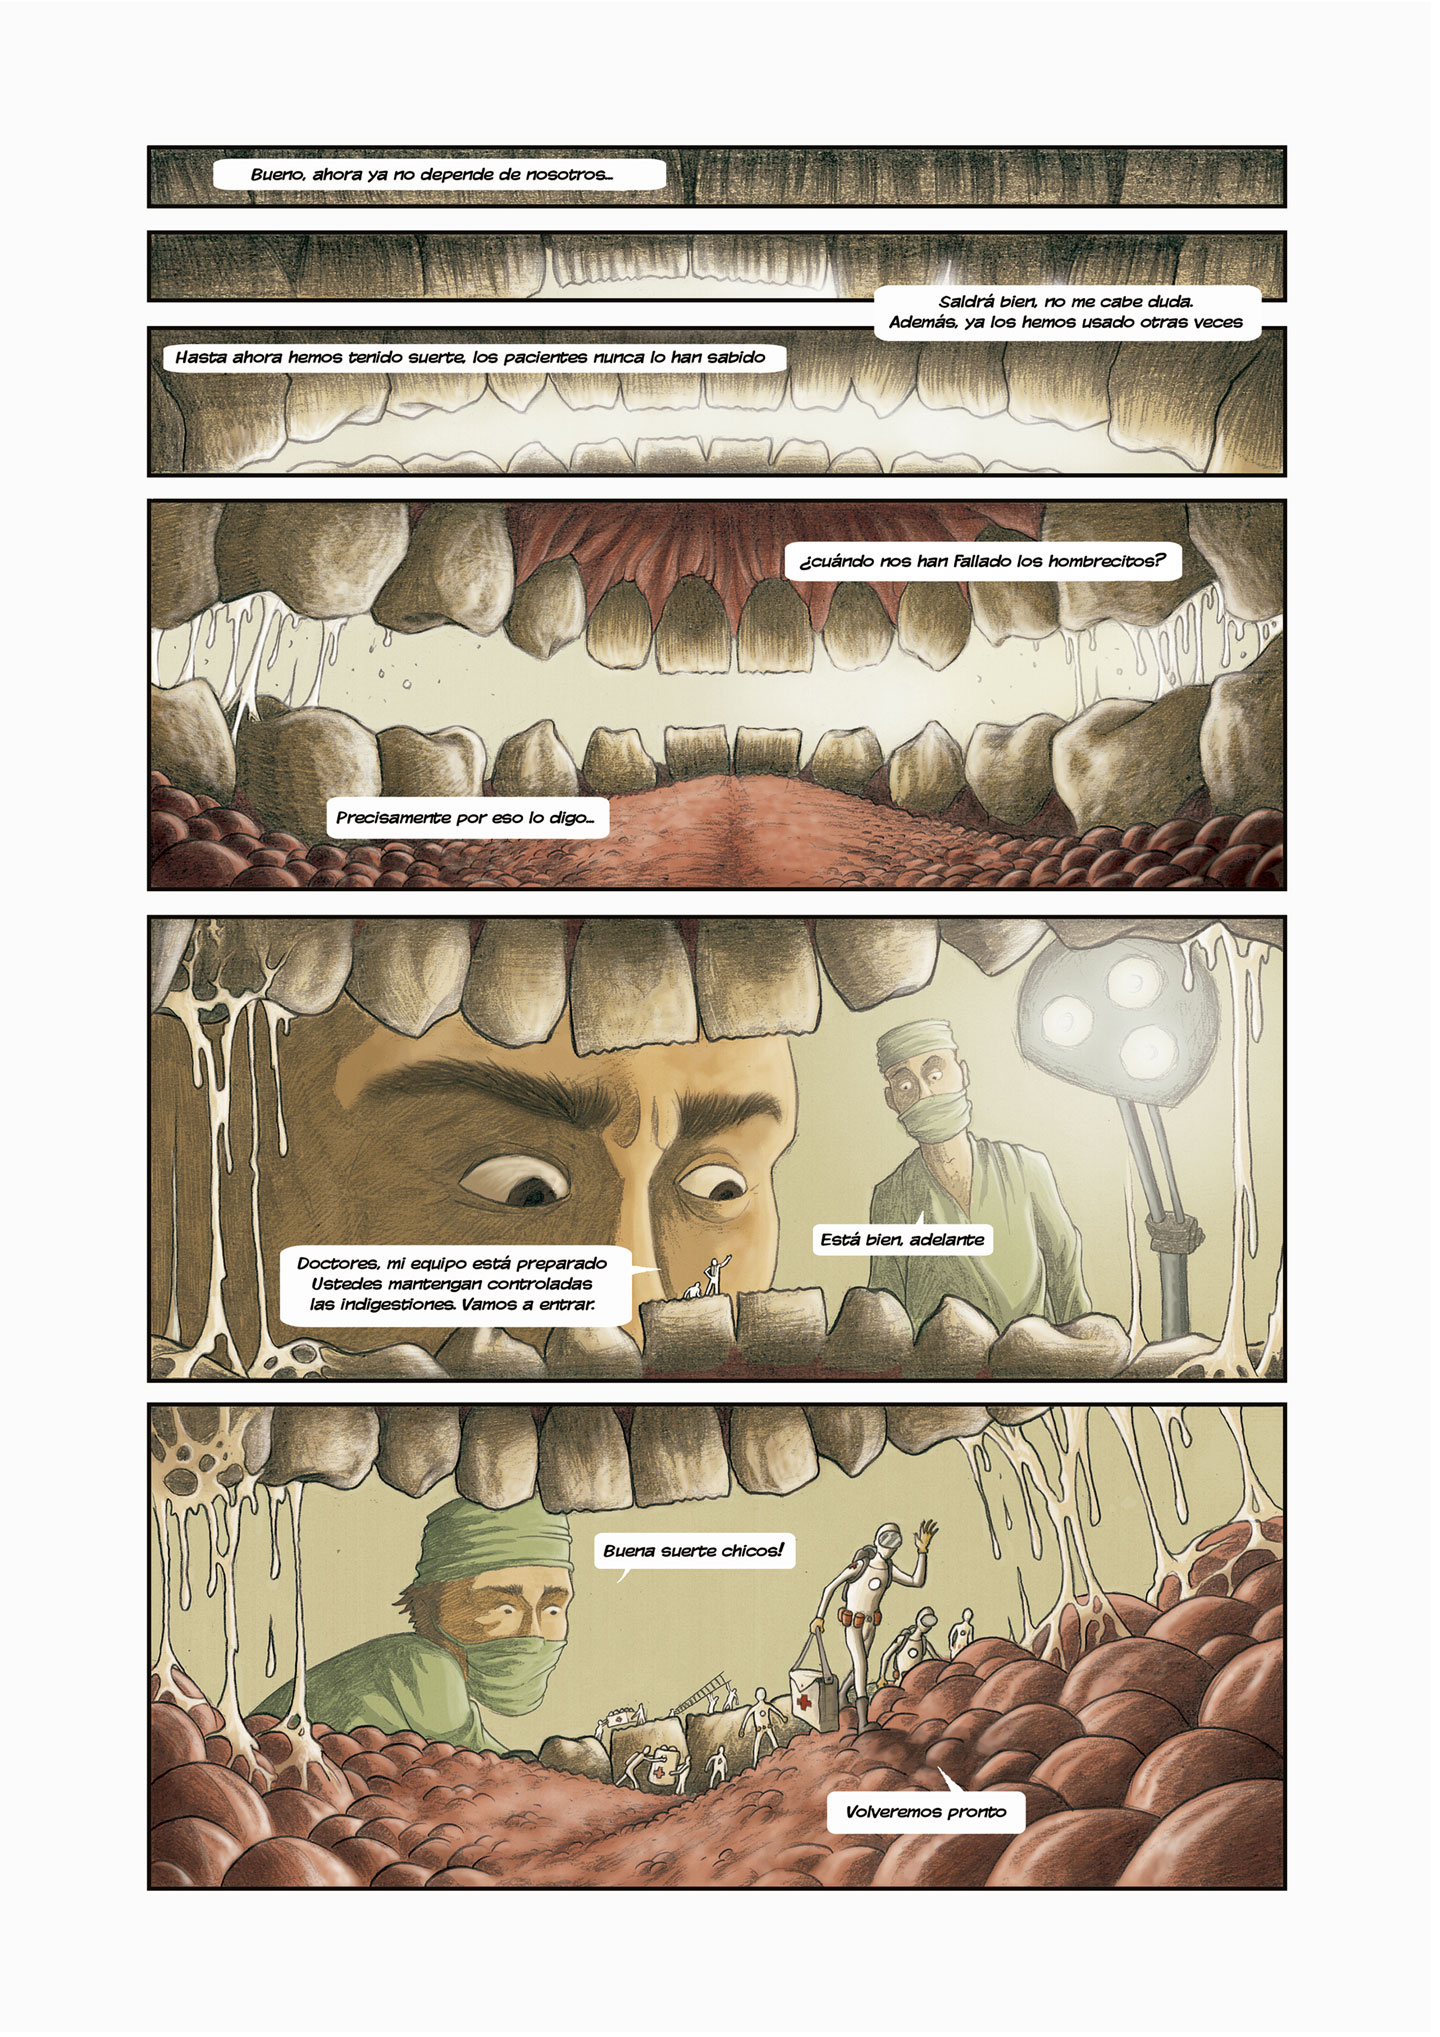 Bueno, ahora ya no depende de nosotros...
Saldrá bien, no me cabe duda.
Además, ya los hemos usado otras veces
Hasta ahora hemos tenido suerte, los pacientes nunca lo han sabido
¿cuándo nos han Fallado los hombrecitos?
Precisamente por eso lo digo...
Doctores, mi equipo está preparado
Ustedes mantengan controladas
las indigestiones. Vamos a entrar.
Está bien, adelante
Buena suerte chicos!
Volveremos pronto